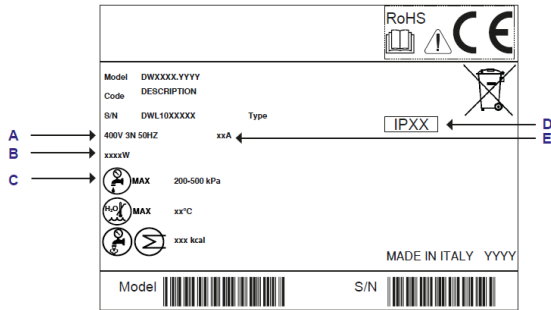 RoHS
CE
Model DWXXXX.YYYY
Code DESCRIPTION
S/N DWL10XXXXX Type
IPXX D
A 400V 3N 50HZ xxA E
B xxxxW
C MAX 200-500 kPa
H₂O MAX xx°C
xxx kcal
MADE IN ITALY YYYY
Model S/N